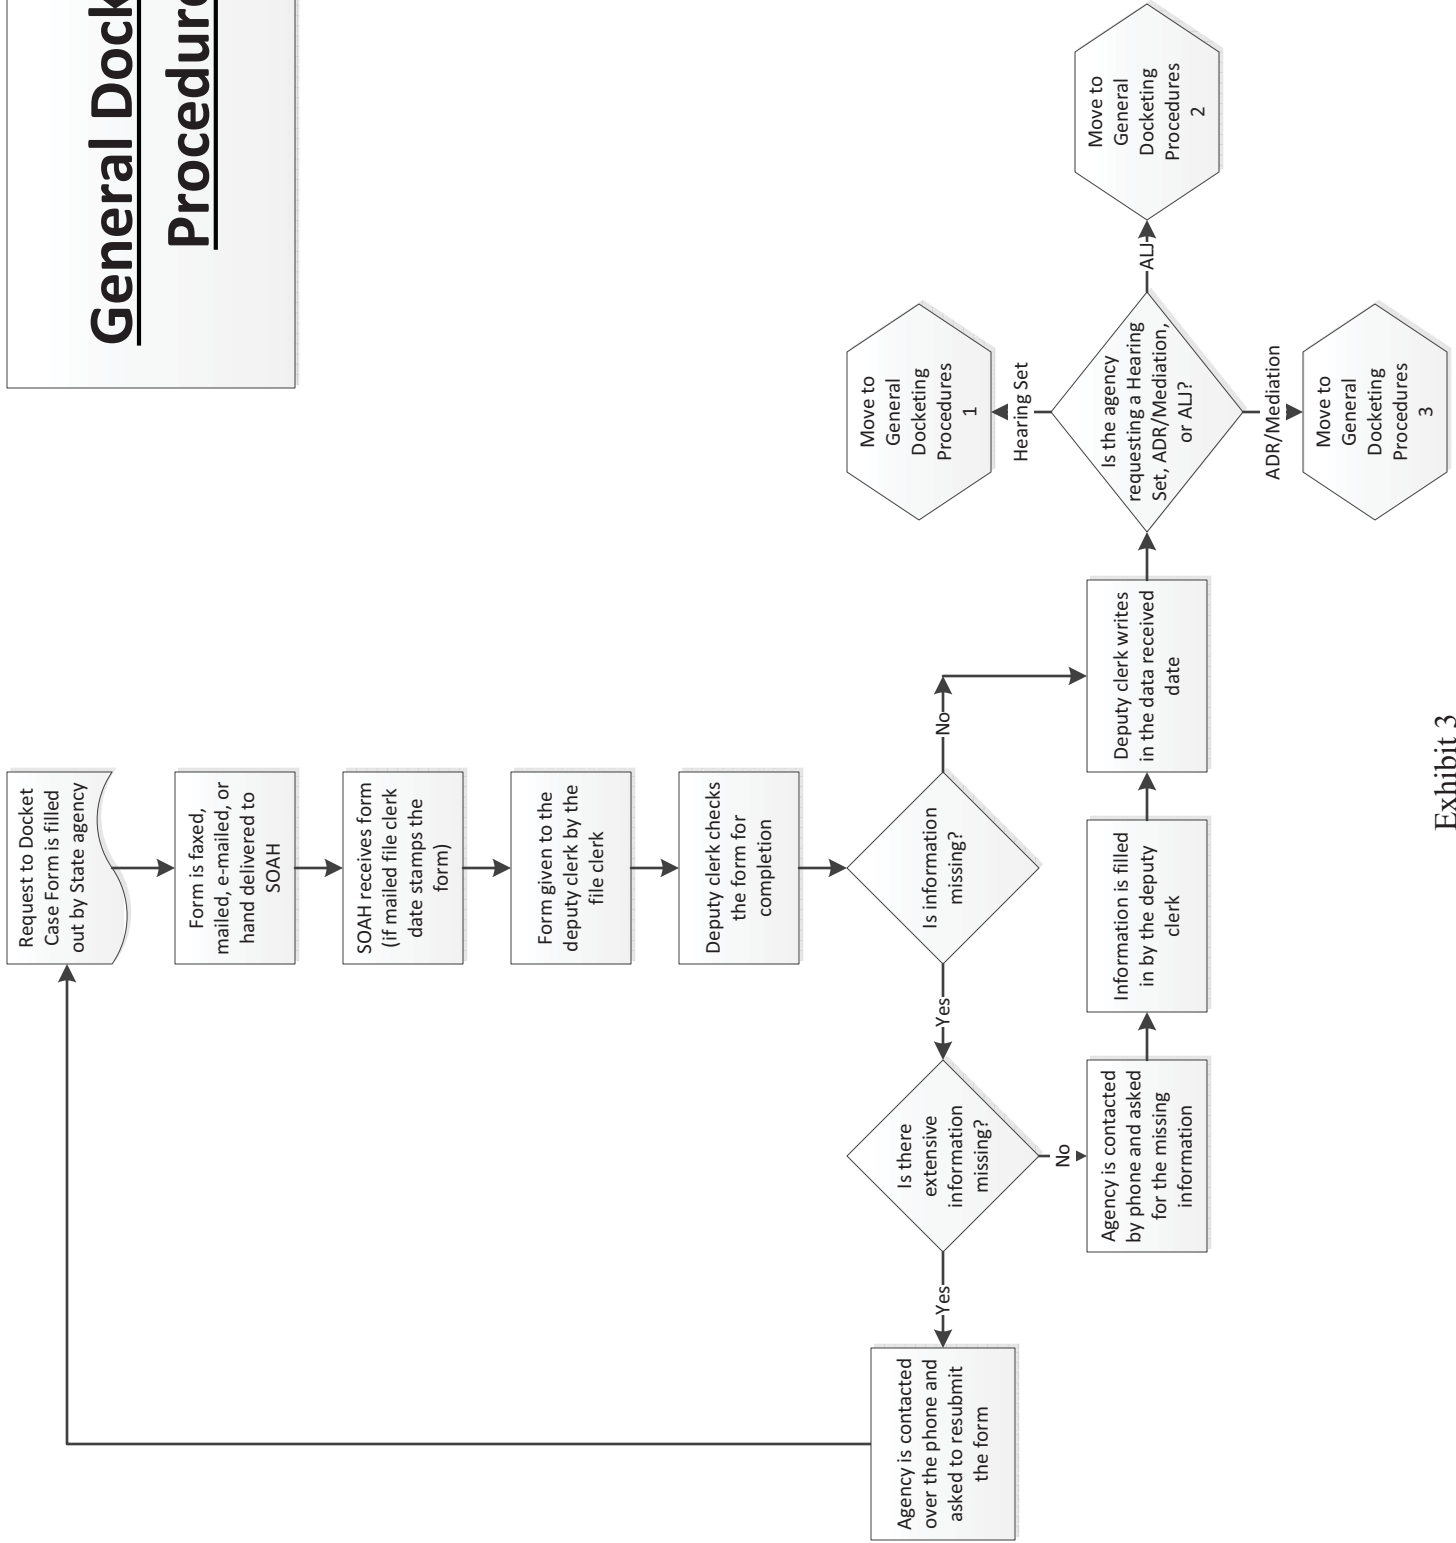 General Dock
Procedure
Request to Docket
Case Form is filled
out by State agency
Form is faxed,
mailed, e-mailed, or
hand delivered to
SOAH
SOAH receives form
(if mailed file clerk
date stamps the
form)
Form given to the
deputy clerk by the
file clerk
Deputy clerk checks
the form for
completion
Is information
missing?
Yes
No
Is there
extensive
information
missing?
Yes
No
Agency is contacted
over the phone and
asked to resubmit
the form
Agency is contacted
by phone and asked
for the missing
information
Information is filled
in by the deputy
clerk
Deputy clerk writes
in the data received
date
Is the agency
requesting a Hearing
Set, ADR/Mediation,
or ALJ?
Hearing Set
Move to
General
Docketing
Procedures
1
ALJ
Move to
General
Docketing
Procedures
2
ADR/Mediation
Move to
General
Docketing
Procedures
3
Exhibit 3